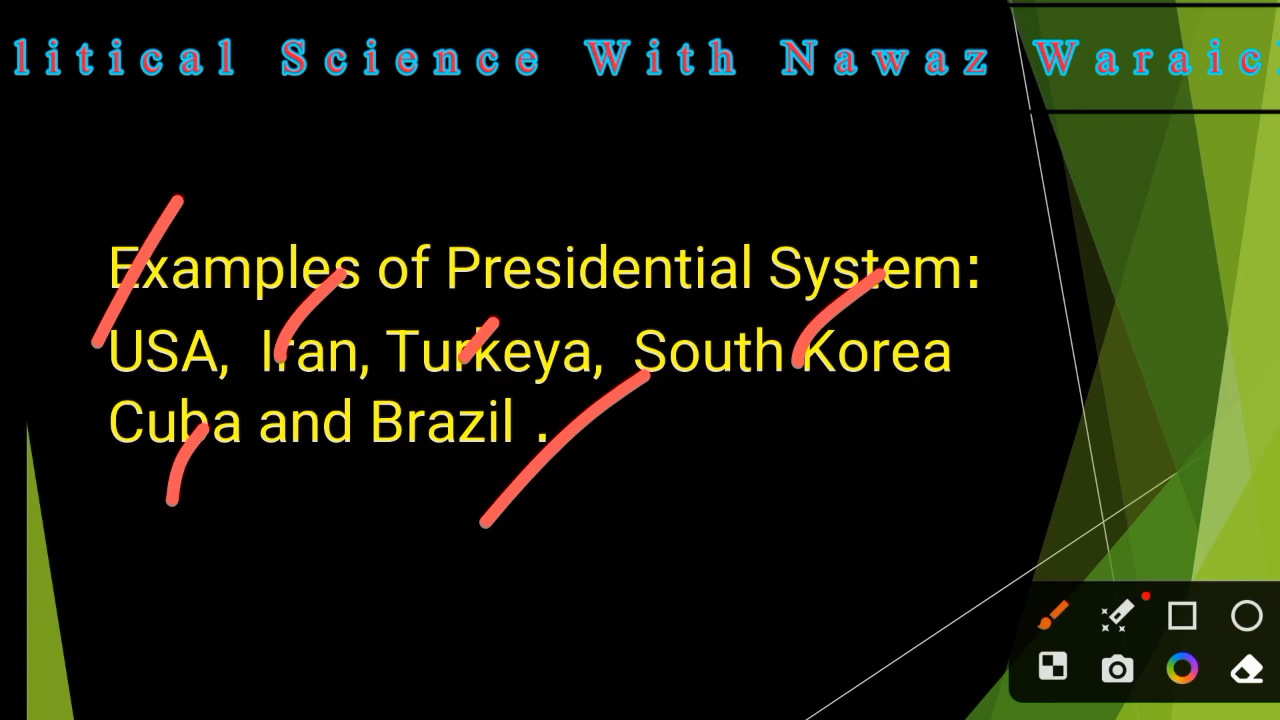 litical Science With Nawaz Waraic
Examples of Presidential System:
USA, Iran, Turkeya, South Korea
Cuba and Brazil .